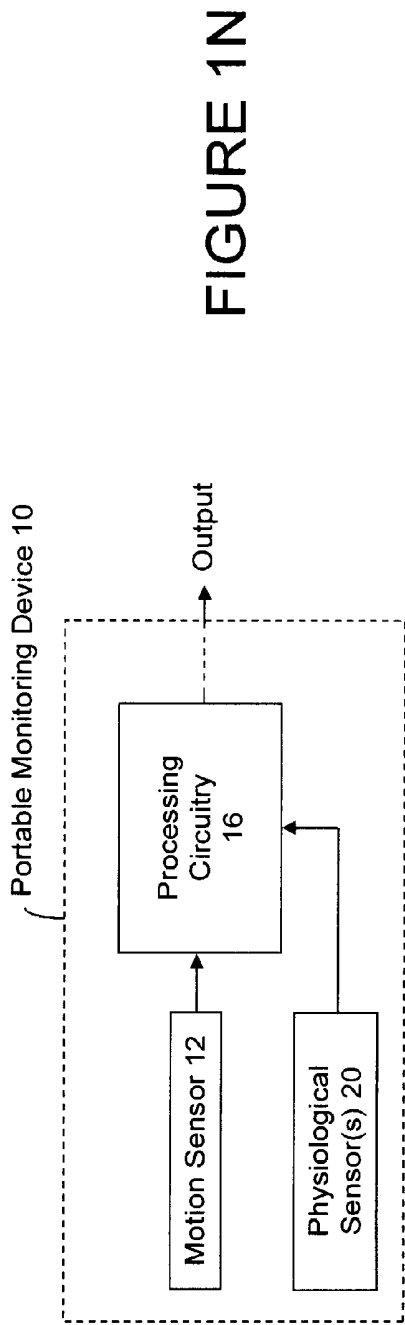 Portable Monitoring Device 10
Motion Sensor 12
Physiological
Sensor(s) 20
Processing
Circuitry
16
Output
FIGURE 1N